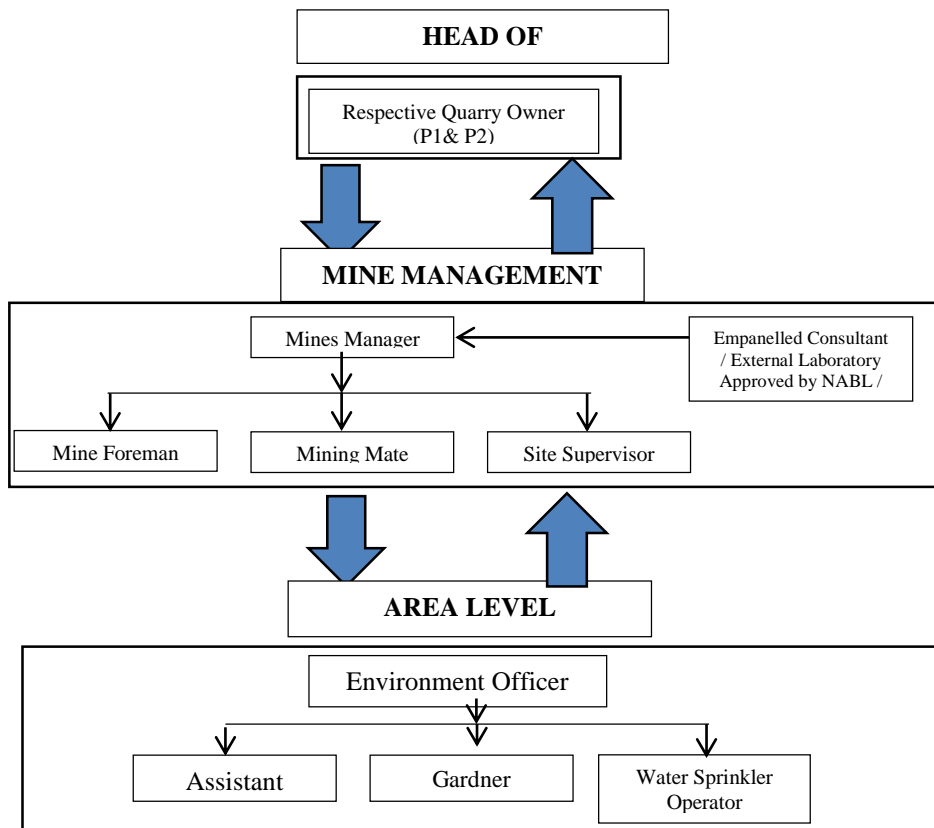 HEAD OF
Respective Quarry Owner
(P1& P2)
MINE MANAGEMENT
Mines Manager
Empanelled Consultant
/ External Laboratory
Approved by NABL /
Mine Foreman
Mining Mate
Site Supervisor
AREA LEVEL
Environment Officer
Assistant
Gardner
Water Sprinkler
Operator